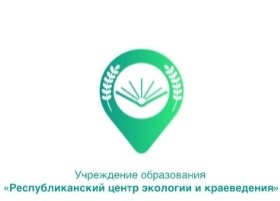 Учреждение образования
«Республиканский центр экологии и краеведения»